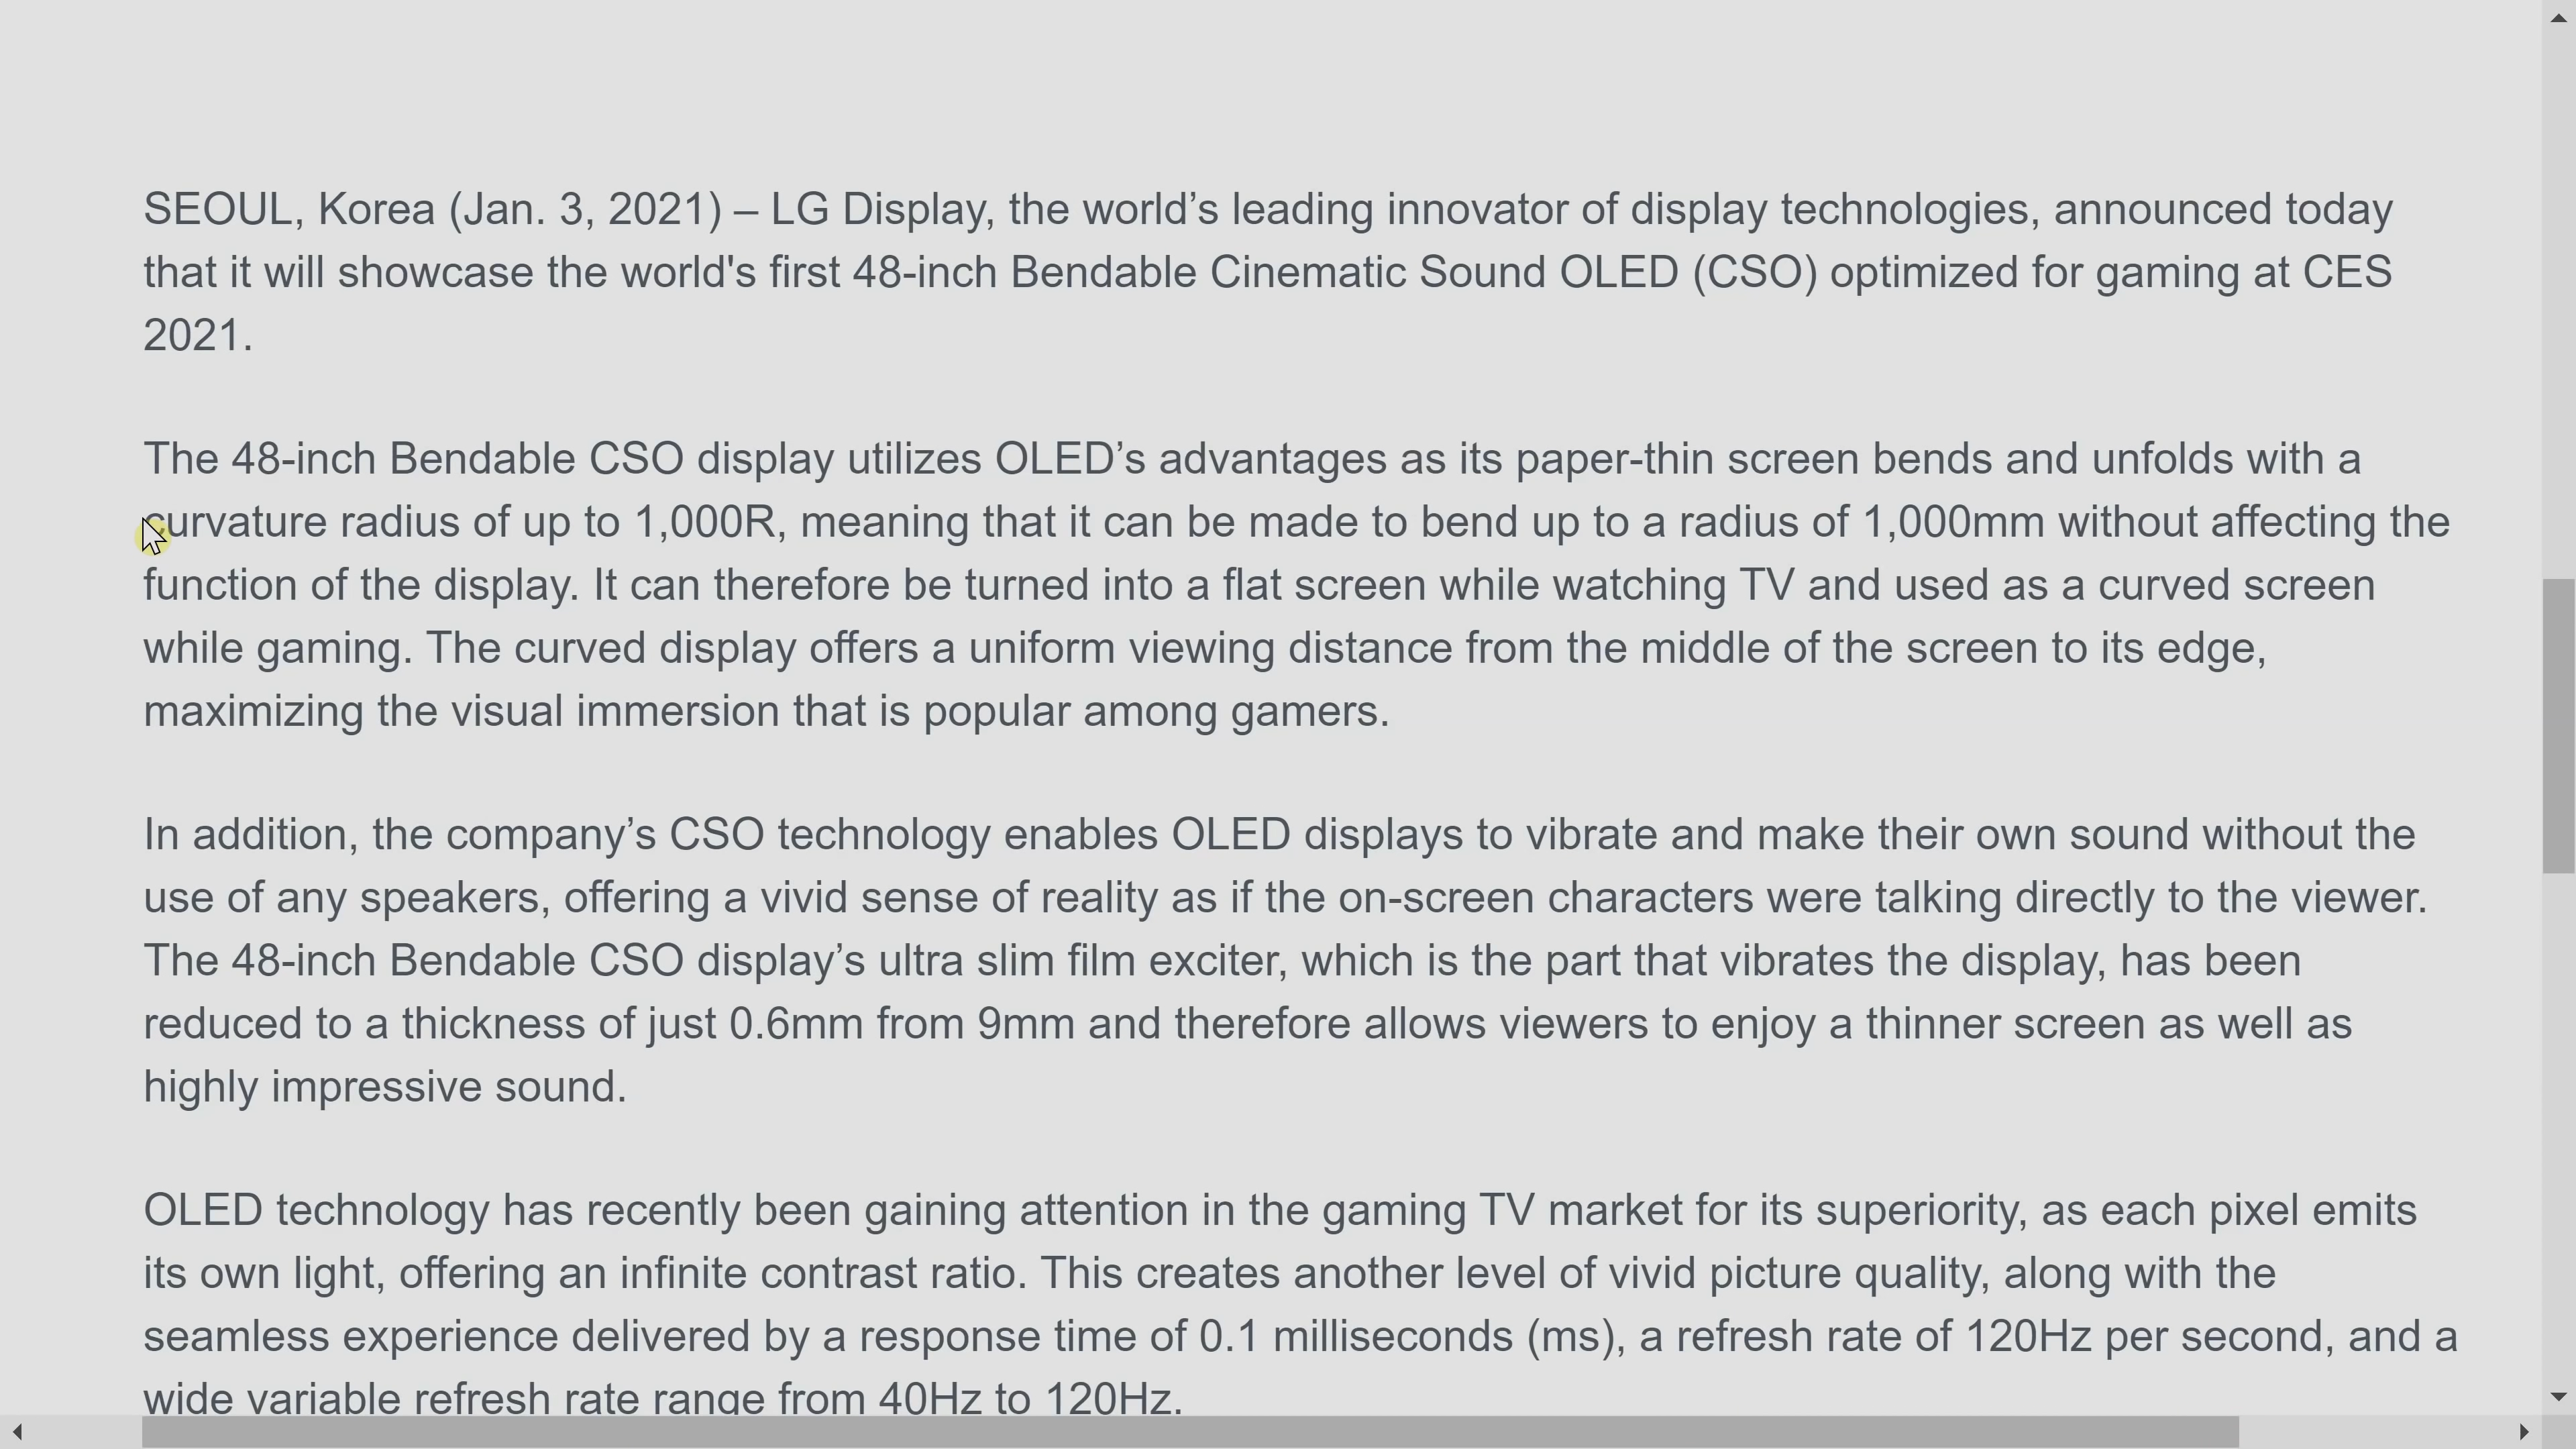 SEOUL, Korea (Jan. 3, 2021) – LG Display, the world’s leading innovator of display technologies, announced today
that it will showcase the world's first 48-inch Bendable Cinematic Sound OLED (CSO) optimized for gaming at CES
2021.
The 48-inch Bendable CSO display utilizes OLED’s advantages as its paper-thin screen bends and unfolds with a
curvature radius of up to 1,000R, meaning that it can be made to bend up to a radius of 1,000mm without affecting the
function of the display. It can therefore be turned into a flat screen while watching TV and used as a curved screen
while gaming. The curved display offers a uniform viewing distance from the middle of the screen to its edge,
maximizing the visual immersion that is popular among gamers.
In addition, the company’s CSO technology enables OLED displays to vibrate and make their own sound without the
use of any speakers, offering a vivid sense of reality as if the on-screen characters were talking directly to the viewer.
The 48-inch Bendable CSO display’s ultra slim film exciter, which is the part that vibrates the display, has been
reduced to a thickness of just 0.6mm from 9mm and therefore allows viewers to enjoy a thinner screen as well as
highly impressive sound.
OLED technology has recently been gaining attention in the gaming TV market for its superiority, as each pixel emits
its own light, offering an infinite contrast ratio. This creates another level of vivid picture quality, along with the
seamless experience delivered by a response time of 0.1 milliseconds (ms), a refresh rate of 120Hz per second, and a
wide variable refresh rate range from 40Hz to 120Hz.